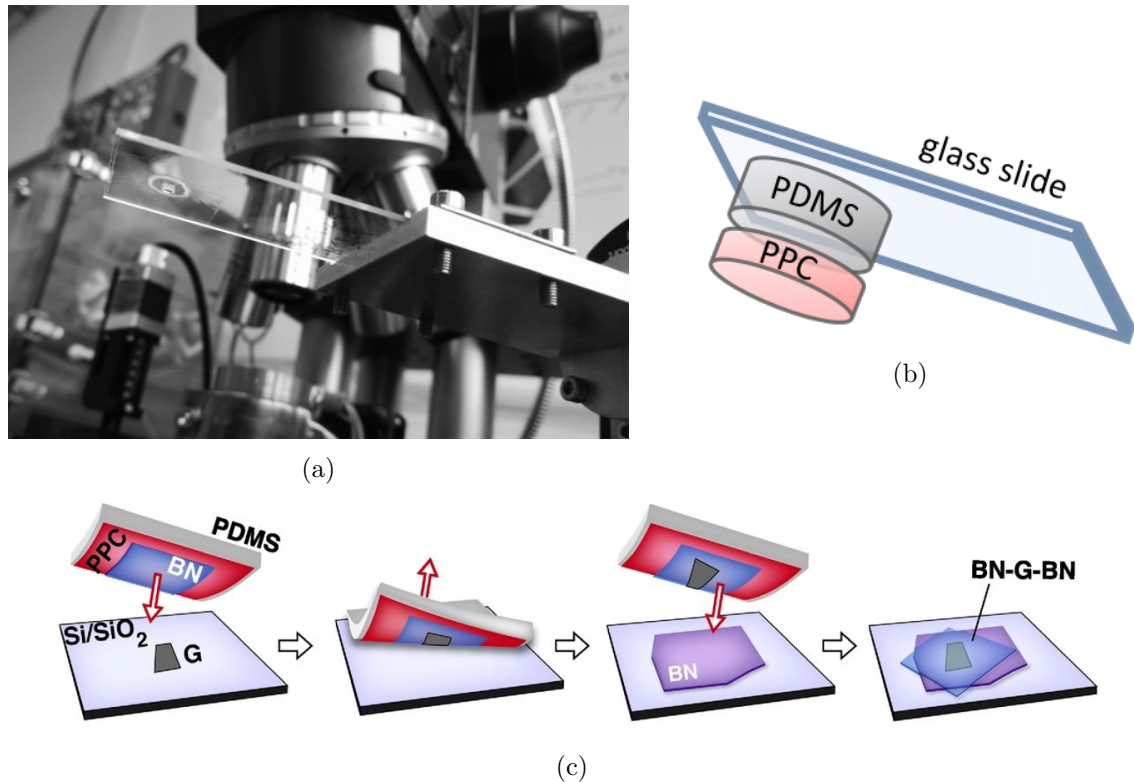 glass slide
PDMS
PPC
(b)
(a)
PPC
BN
PDMS
Si/SiO₂
G
BN
BN-G-BN
(c)